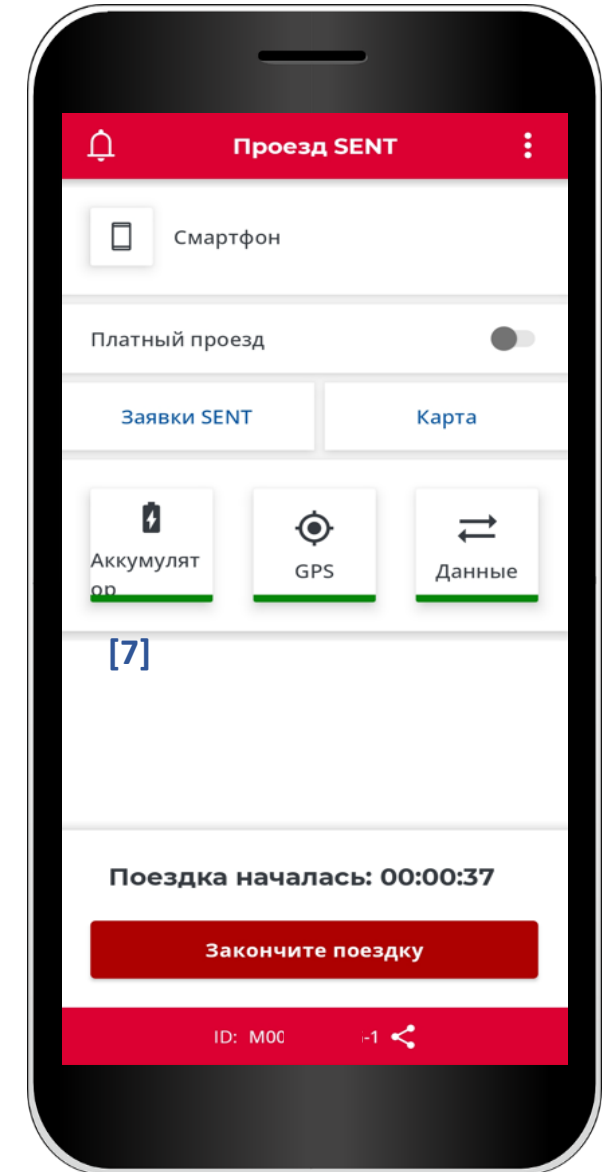 Проезд SENT
Смартфон
Платный проезд
Заявки SENT
Карта
Аккумулят
ор
GPS
Данные
[7]
Поездка началась: 00:00:37
Закончите поездку
ID: M00 -1